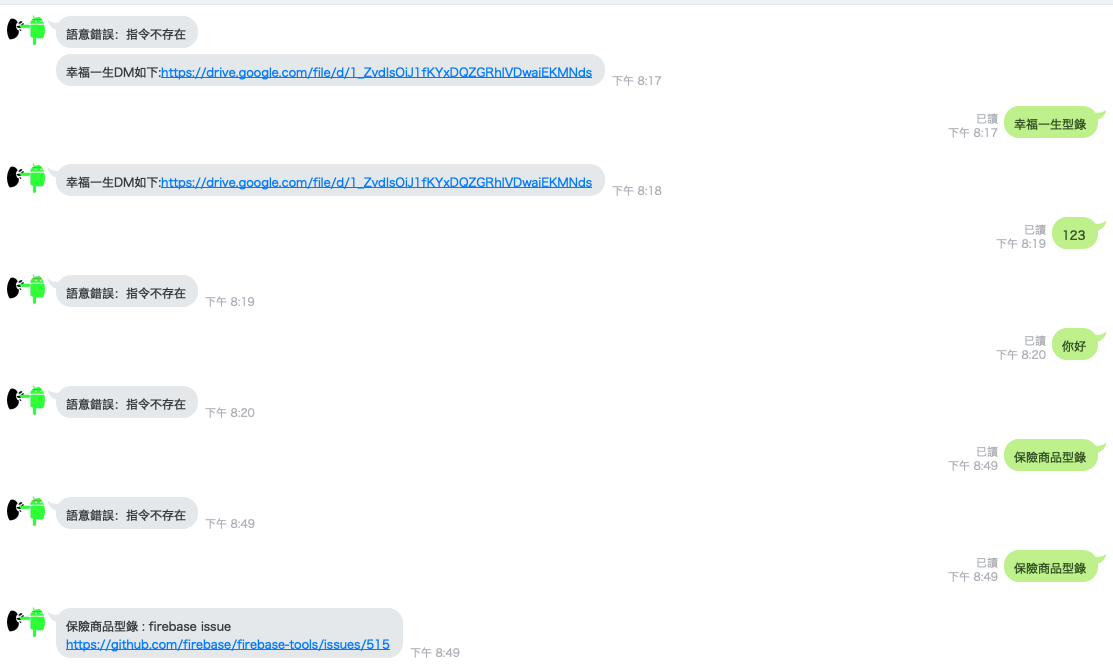 語意錯誤：指令不存在
幸福一生DM如下:https://drive.google.com/file/d/1_ZvdlsOiJ1fKYxDQZGRhlVDwaiEKMNds
下午 8:17
已讀
下午 8:17
幸福一生型錄
幸福一生DM如下:https://drive.google.com/file/d/1_ZvdlsOiJ1fKYxDQZGRhlVDwaiEKMNds
下午 8:18
已讀
下午 8:19
123
語意錯誤：指令不存在
下午 8:19
已讀
下午 8:20
你好
語意錯誤：指令不存在
下午 8:20
已讀
下午 8:49
保險商品型錄
語意錯誤：指令不存在
下午 8:49
已讀
下午 8:49
保險商品型錄
保險商品型錄 : firebase issue
https://github.com/firebase/firebase-tools/issues/515
下午 8:49